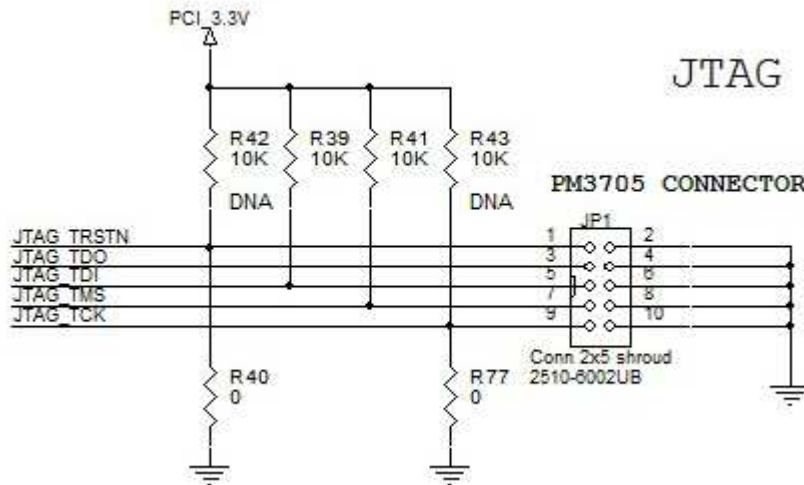 PCI_3.3V
JTAG
R42 R39 R41 R43
10K 10K 10K 10K
DNA DNA
PM3705 CONNECTOR
JP1
JTAG_TRSTN 1 2
JTAG_TDO 3 4
JTAG_TDI 5 6
JTAG_TMS 7 8
JTAG_TCK 9 10
Conn 2x5 shroud
2510-6002UB
R40 R77
0 0